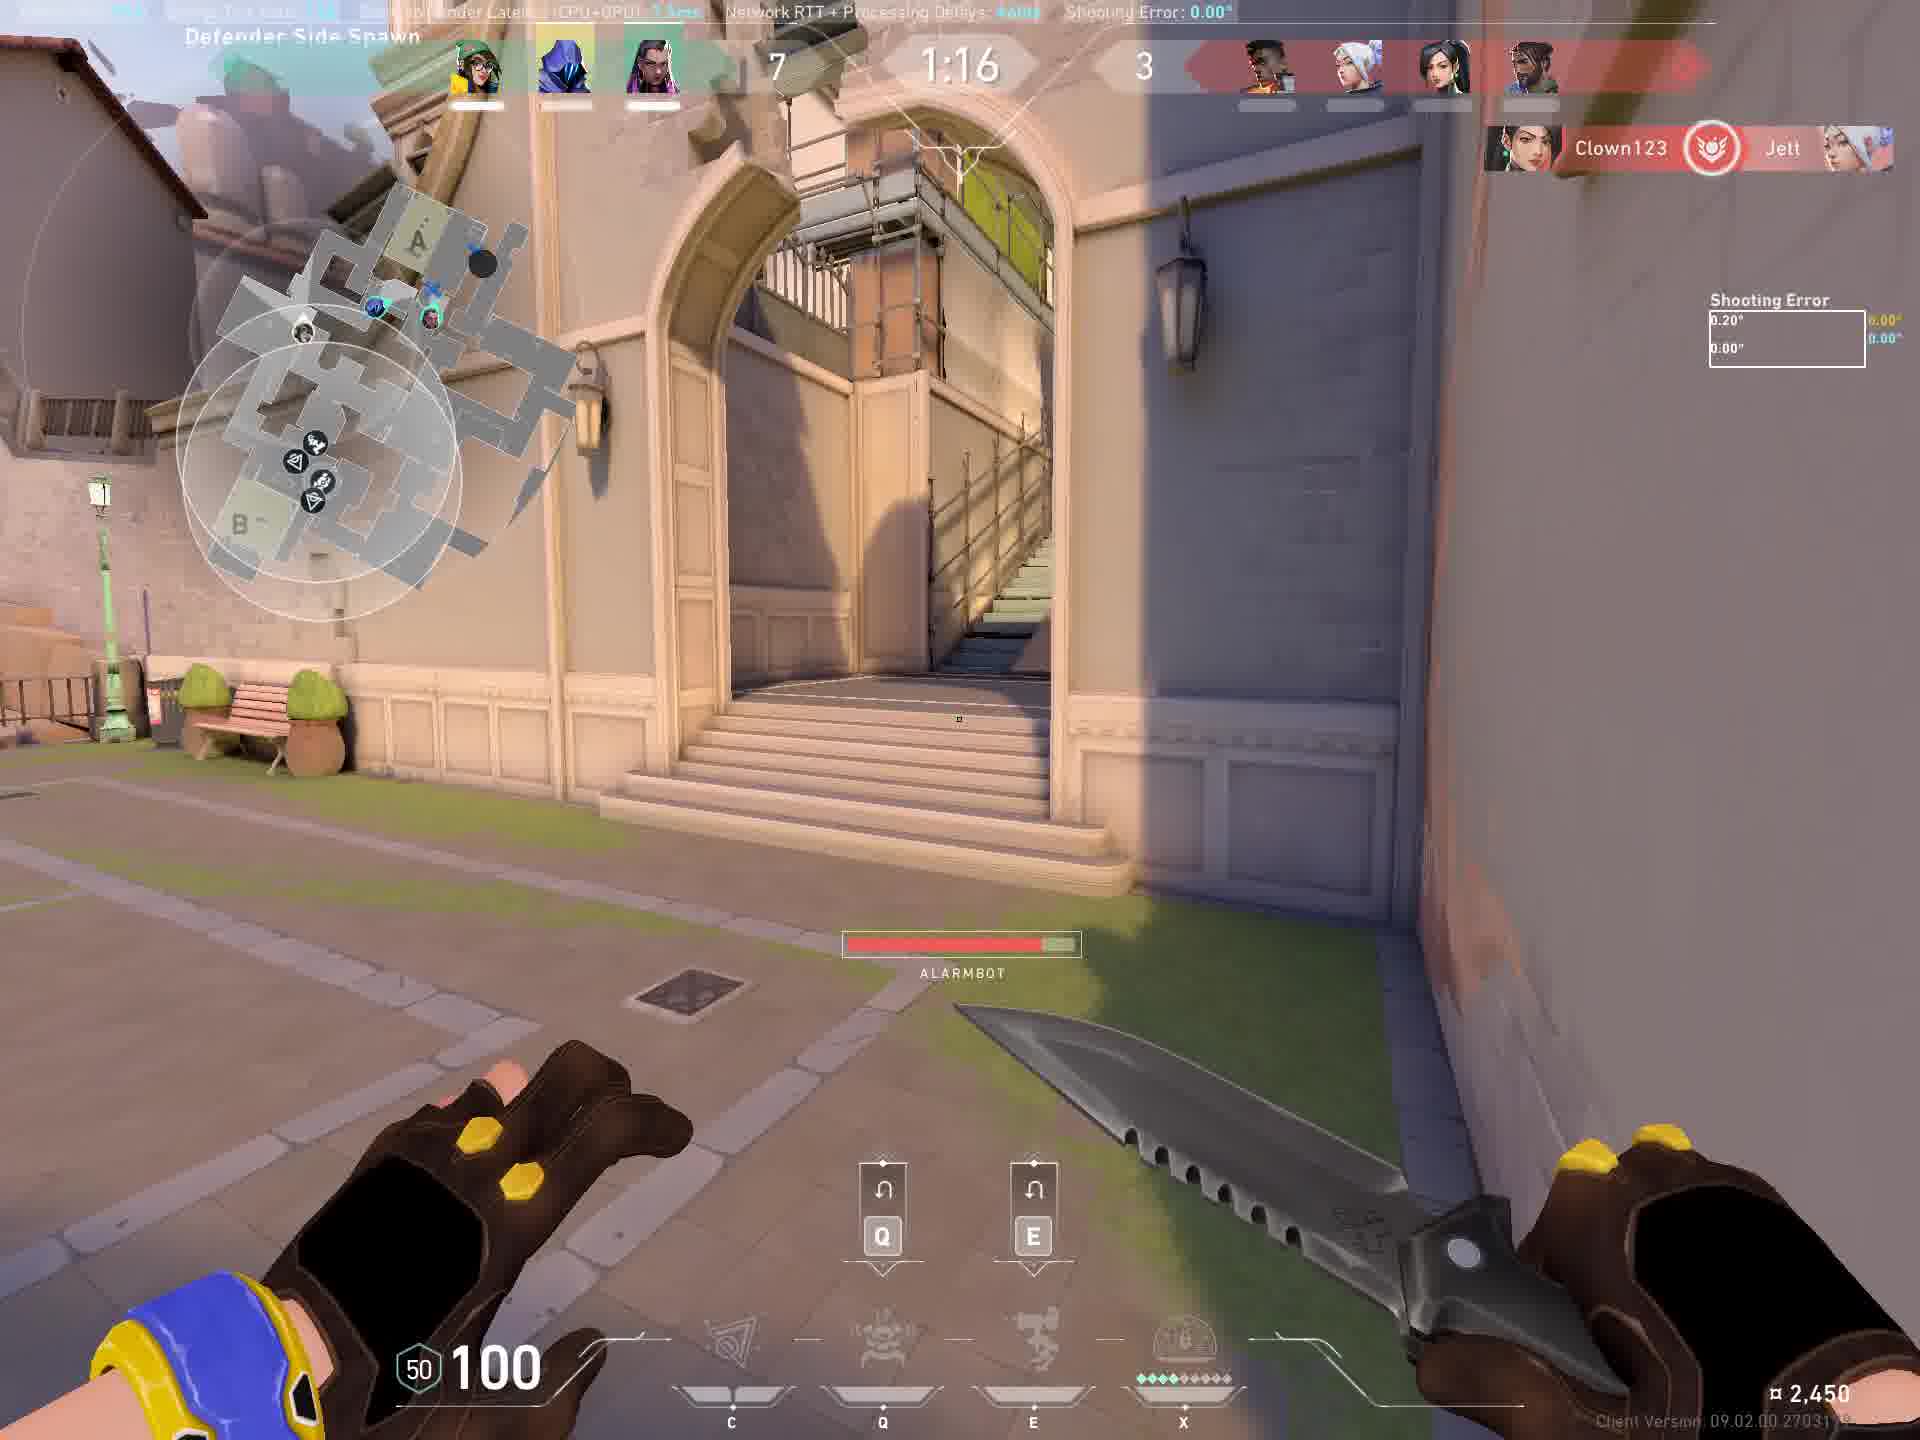 Network RTT + Processing Delays:
Shooting Error: 0.00°
Defender Side Spawn
7
1:16
3
Clown123
Jett
A
B
Shooting Error
0.20°
0.00°
0.00°
0.00°
ALARMBOT
Q
E
50
100
C
Q
E
X
¤ 2,450